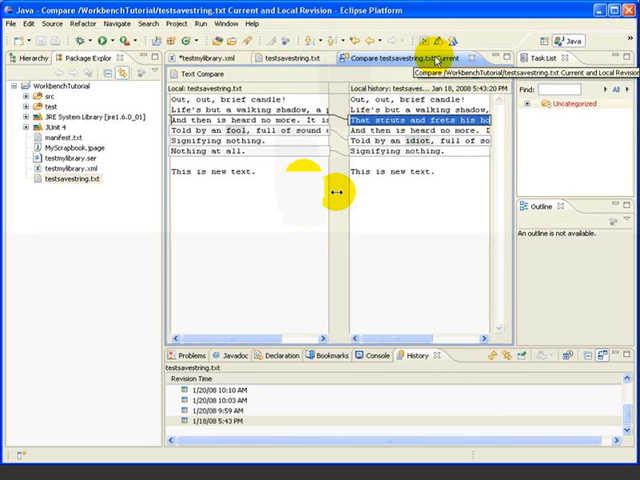 Java - Compare /WorkbenchTutorial/testsavestring.txt Current and Local Revision - Eclipse Platform
File Edit Source Refactor Navigate Search Project Run Window Help
Java
Hierarchy Package Explor
*testmylibrary.xml testsavestring.txt Compare testsavestring.txt Current
Task List
Compare /WorkbenchTutorial/testsavestring.txt Current and Local Revision
WorkbenchTutorial
src
test
JRE System Library [jre1.6.0_01]
JUnit 4
manifest.txt
MyScrapbook.jpage
testmylibrary.ser
testmylibrary.xml
testsavestring.txt
Text Compare
Local: testsavestring.txt
Out, out, brief candle!
Life's but a walking shadow, a p
And then is heard no more. It is
Told by an fool, full of sound
Signifying nothing.
Nothing at all.
This is new text.
Local history: testsaves... Jan 18, 2008 5:43:20 PM
Out, out, brief candle!
Life's but a walking shadow,
That struts and frets his ho
And then is heard no more. I
Told by an idiot, full of so
Signifying nothing.
This is new text.
Find: All
Uncategorized
Outline
An outline is not available.
Problems Javadoc Declaration Bookmarks Console History
testsavestring.txt
Revision Time
1/20/08 10:10 AM
1/20/08 10:03 AM
1/20/08 9:59 AM
1/18/08 5:43 PM